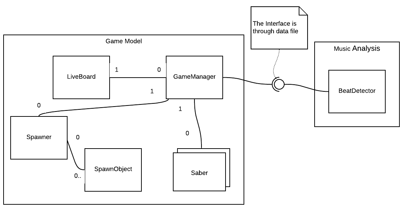 The Interface is
through data file
Game Model
Music Analysis
LiveBoard
1
0
GameManager
BeatDetector
0
1
1
Spawner
0
0
SpawnObject
0..
Saber